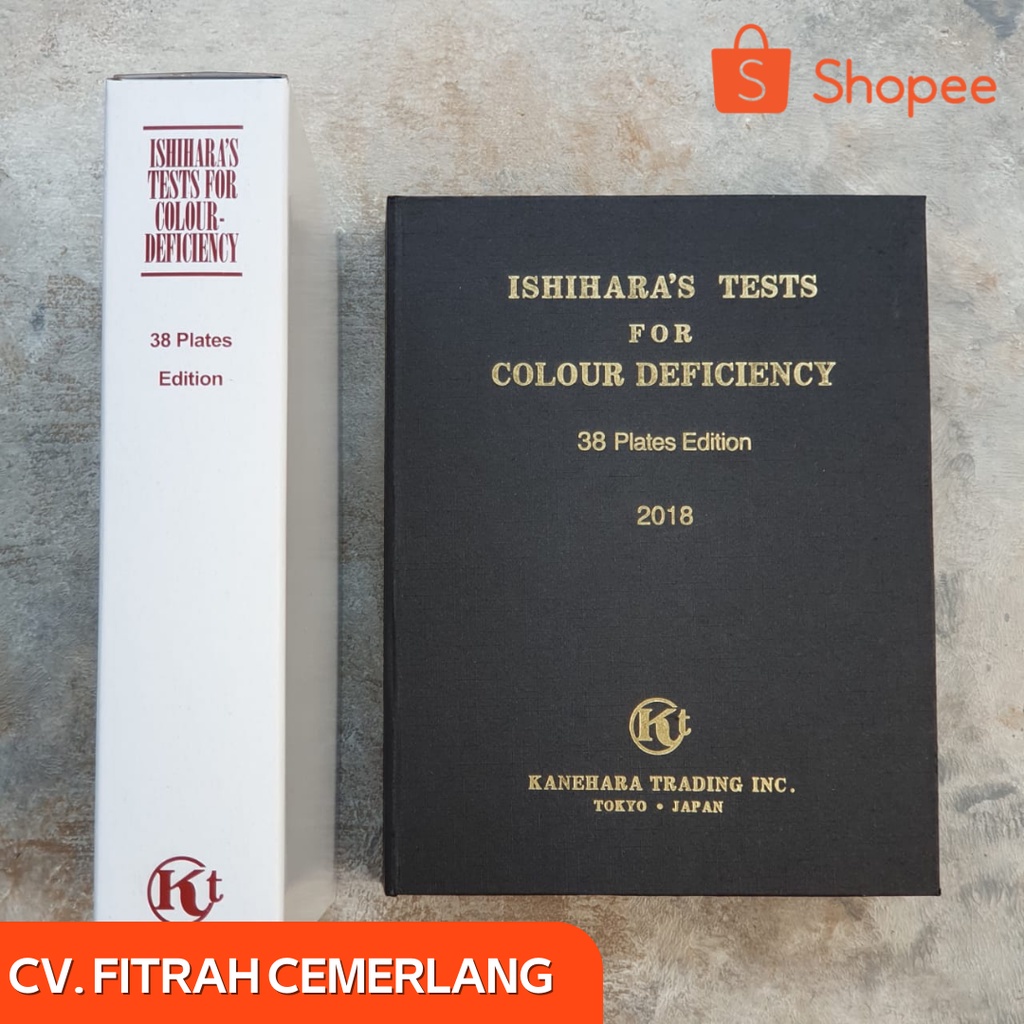 Shopee
ISHIHARA'S
TESTS FOR
COLOUR-
DEFICIENCY
38 Plates
Edition
Kt
ISHIHARA'S TESTS
FOR
COLOUR DEFICIENCY
38 Plates Edition
2018
Kt
KANEHARA TRADING INC.
TOKYO • JAPAN
CV. FITRAH CEMERLANG